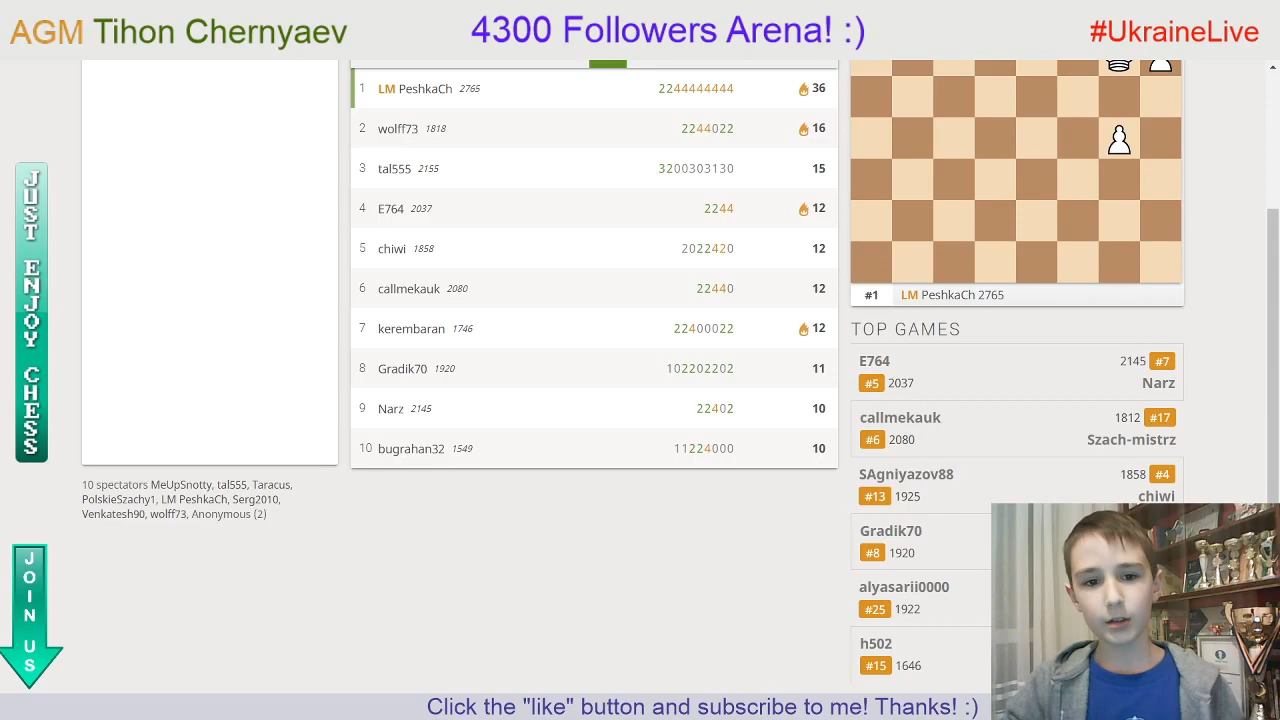 AGM Tihon Chernyaev
4300 Followers Arena! :)
#UkraineLive
JUST ENJOY CHESS
JOIN US
1 LM PeshkaCh 2765 2244444444 36
2 wolff73 1818 2244022 16
3 tal555 2155 3200303130 15
4 E764 2037 2244 12
5 chiwi 1858 2022420 12
6 callmekauk 2080 22440 12
7 kerembaran 1746 22400022 12
8 Gradik70 1920 102202202 11
9 Narz 2145 22402 10
10 bugrahan32 1549 11224000 10
10 spectators MeUpSnotty, tal555, Taracus,
PolskieSzachy1, LM PeshkaCh, Serg2010,
Venkatesh90, wolff73, Anonymous (2)
#1 LM PeshkaCh 2765
TOP GAMES
E764 2145 #7
#5 2037 Narz
callmekauk 1812 #17
#6 2080 Szach-mistrz
SAgniyazov88 1858 #4
#13 1925 chiwi
Gradik70
#8 1920
alyasarii0000
#25 1922
h502
#15 1646
Click the "like" button and subscribe to me! Thanks! :)